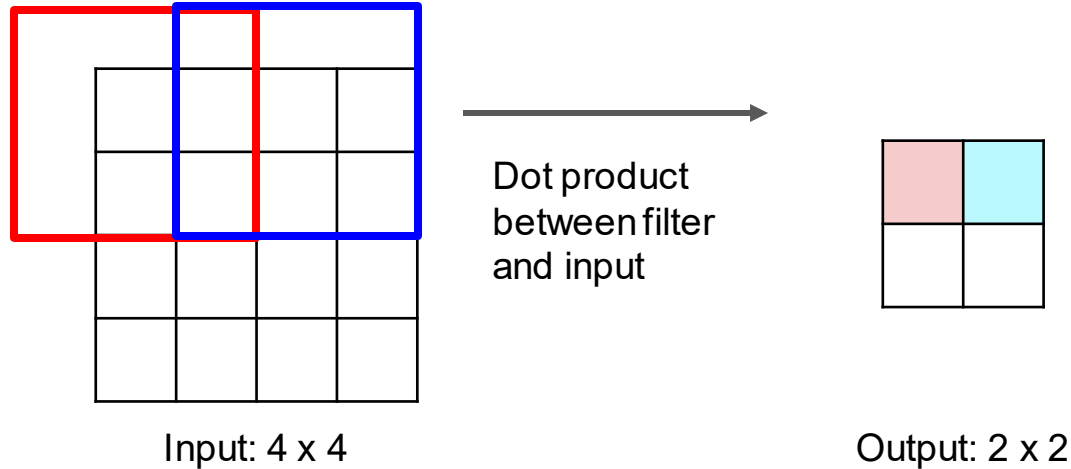 Dot product
between filter
and input
Input: 4 x 4
Output: 2 x 2